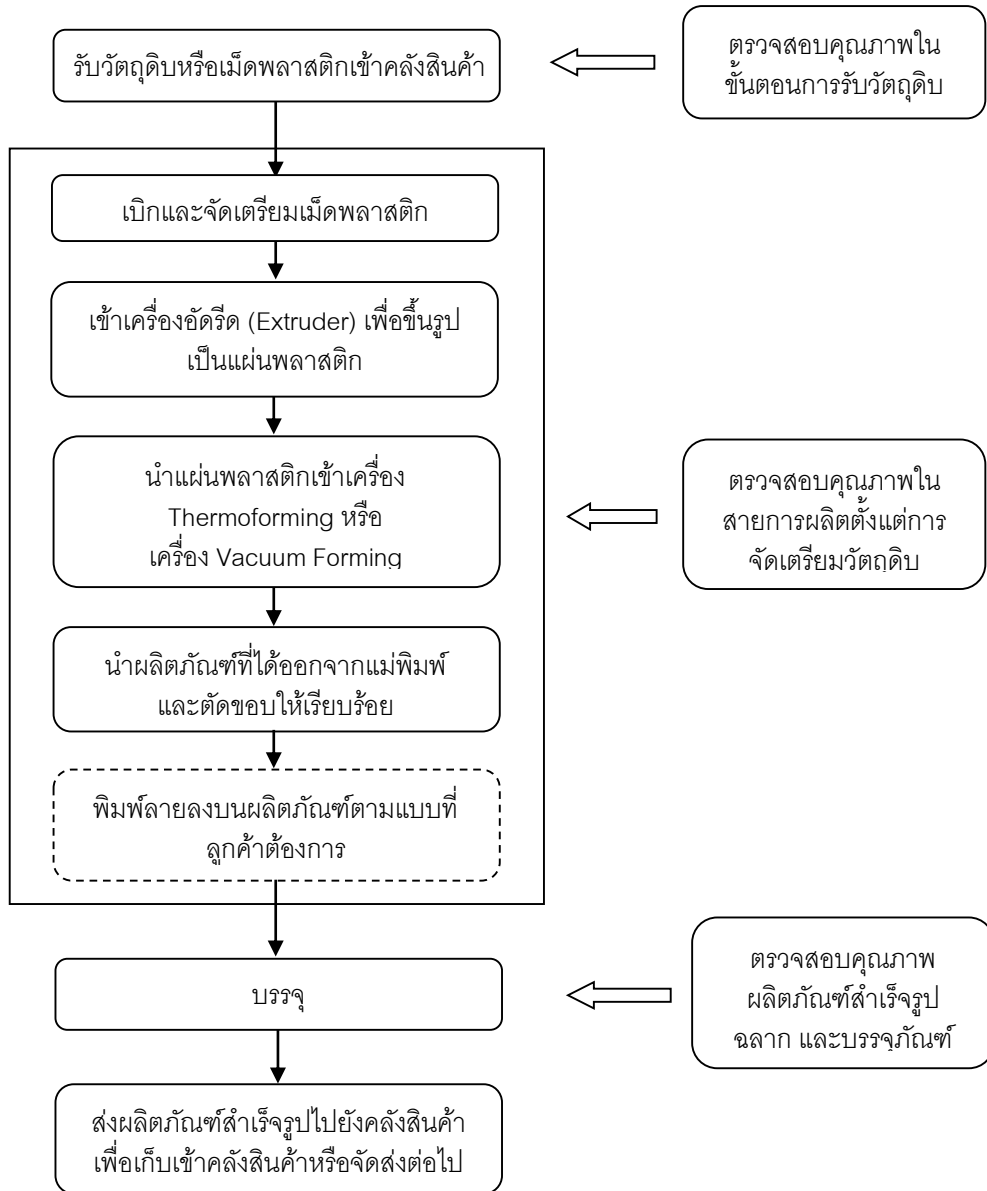 รับวัตถุดิบหรือเม็ดพลาสติกเข้าคลังสินค้า
ตรวจสอบคุณภาพใน
ขั้นตอนการรับวัตถุดิบ
เบิกและจัดเตรียมเม็ดพลาสติก
เข้าเครื่องอัดรีด (Extruder) เพื่อขึ้นรูป
เป็นแผ่นพลาสติก
นำแผ่นพลาสติกเข้าเครื่อง
Thermoforming หรือ
เครื่อง Vacuum Forming
ตรวจสอบคุณภาพใน
สายการผลิตตั้งแต่การ
จัดเตรียมวัตถุดิบ
นำผลิตภัณฑ์ที่ได้ออกจากแม่พิมพ์
และตัดขอบให้เรียบร้อย
พิมพ์ลายลงบนผลิตภัณฑ์ตามแบบที่
ลูกค้าต้องการ
บรรจุ
ตรวจสอบคุณภาพ
ผลิตภัณฑ์สำเร็จรูป
ฉลาก และบรรจุภัณฑ์
ส่งผลิตภัณฑ์สำเร็จรูปไปยังคลังสินค้า
เพื่อเก็บเข้าคลังสินค้าหรือจัดส่งต่อไป